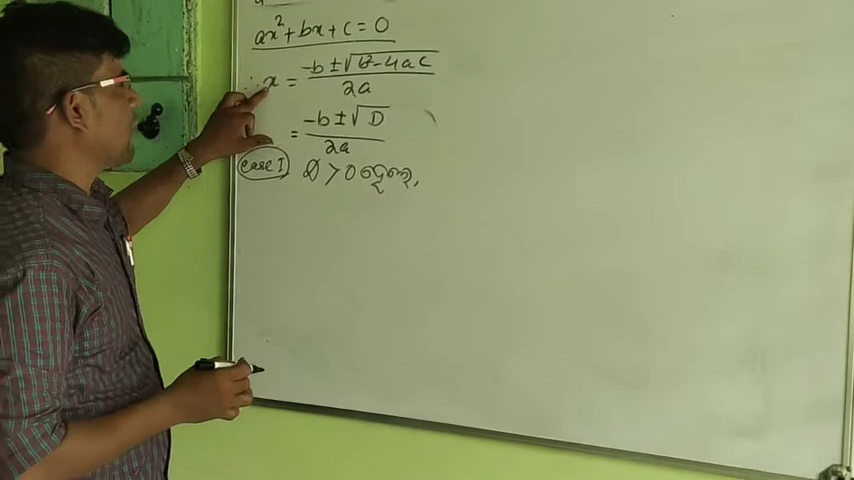 ax² + bx + c = 0
∴ x = (-b ± √(b² - 4ac)) / 2a
= (-b ± √D) / 2a
Case I D > 0 ହେଲେ,